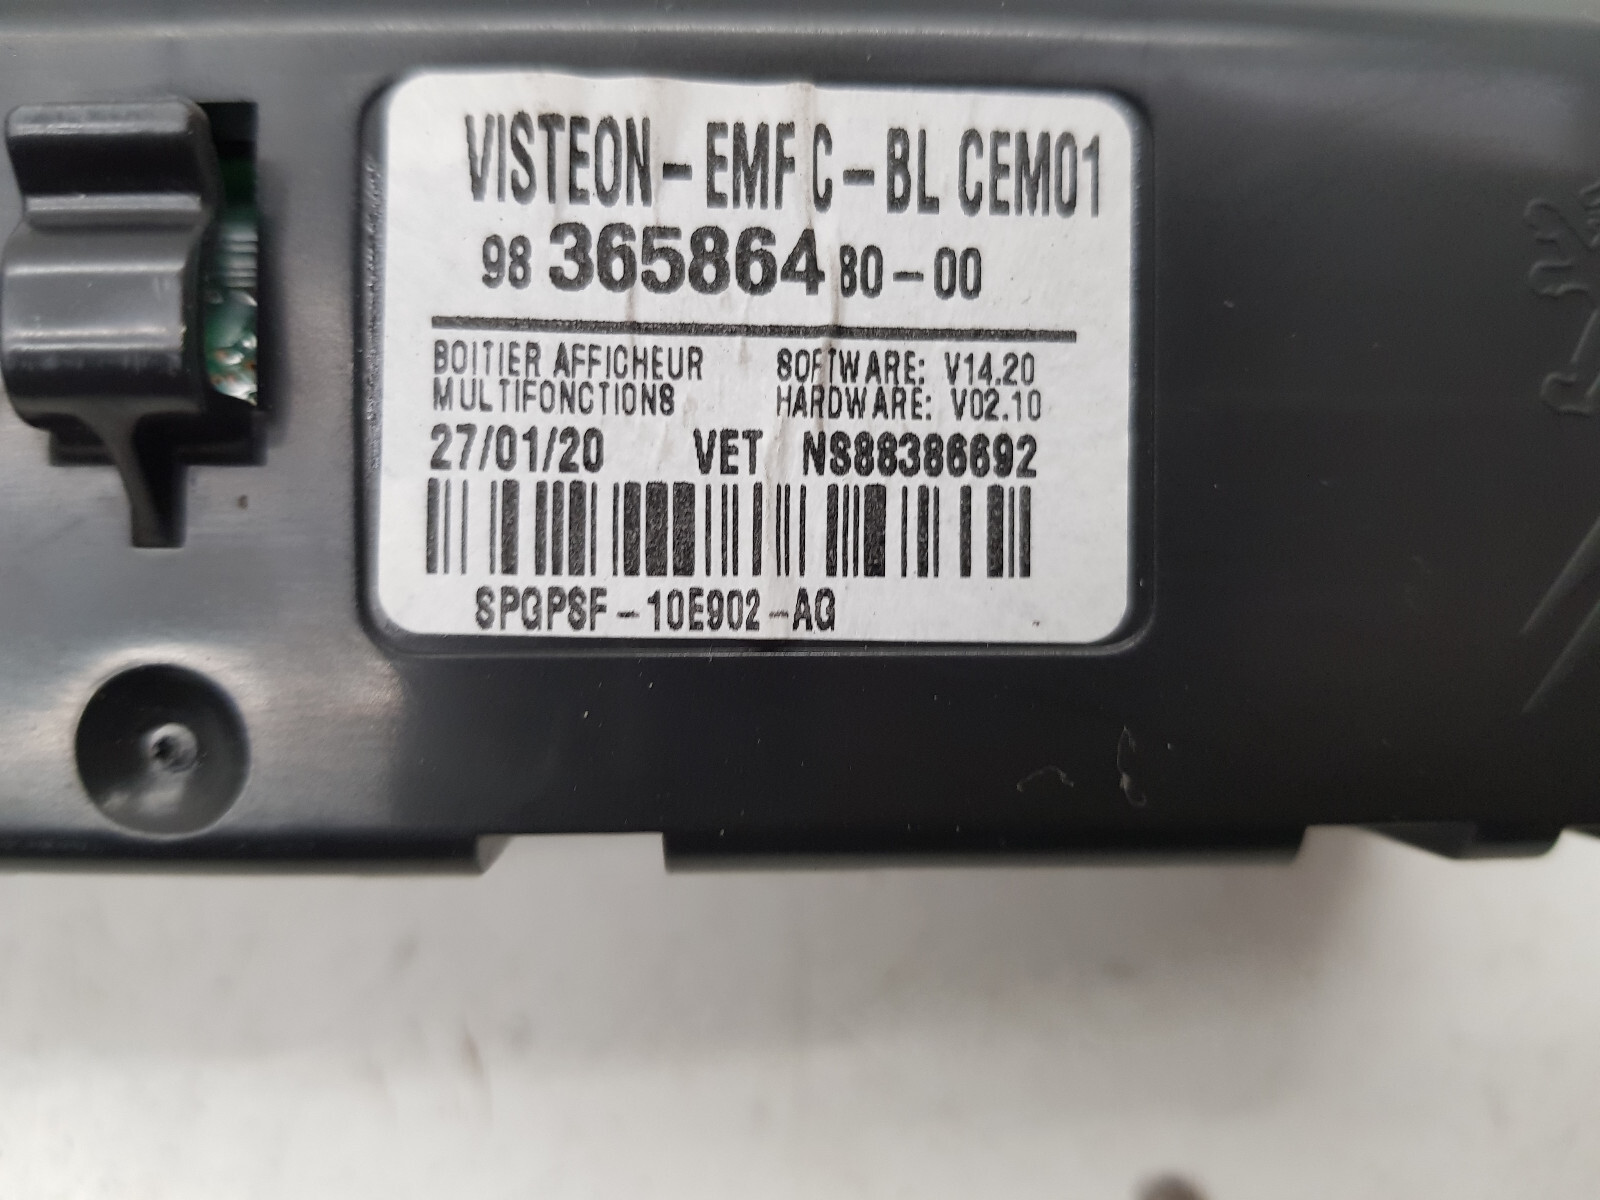 VISTEON-EMF C-BL CEM01
98 365864 80-00
BOITIER AFFICHEUR SOFTWARE: V14.20
MULTIFONCTIONS HARDWARE: V02.10
27/01/20 VET NS88386692
SPGPSF-10E902-AG